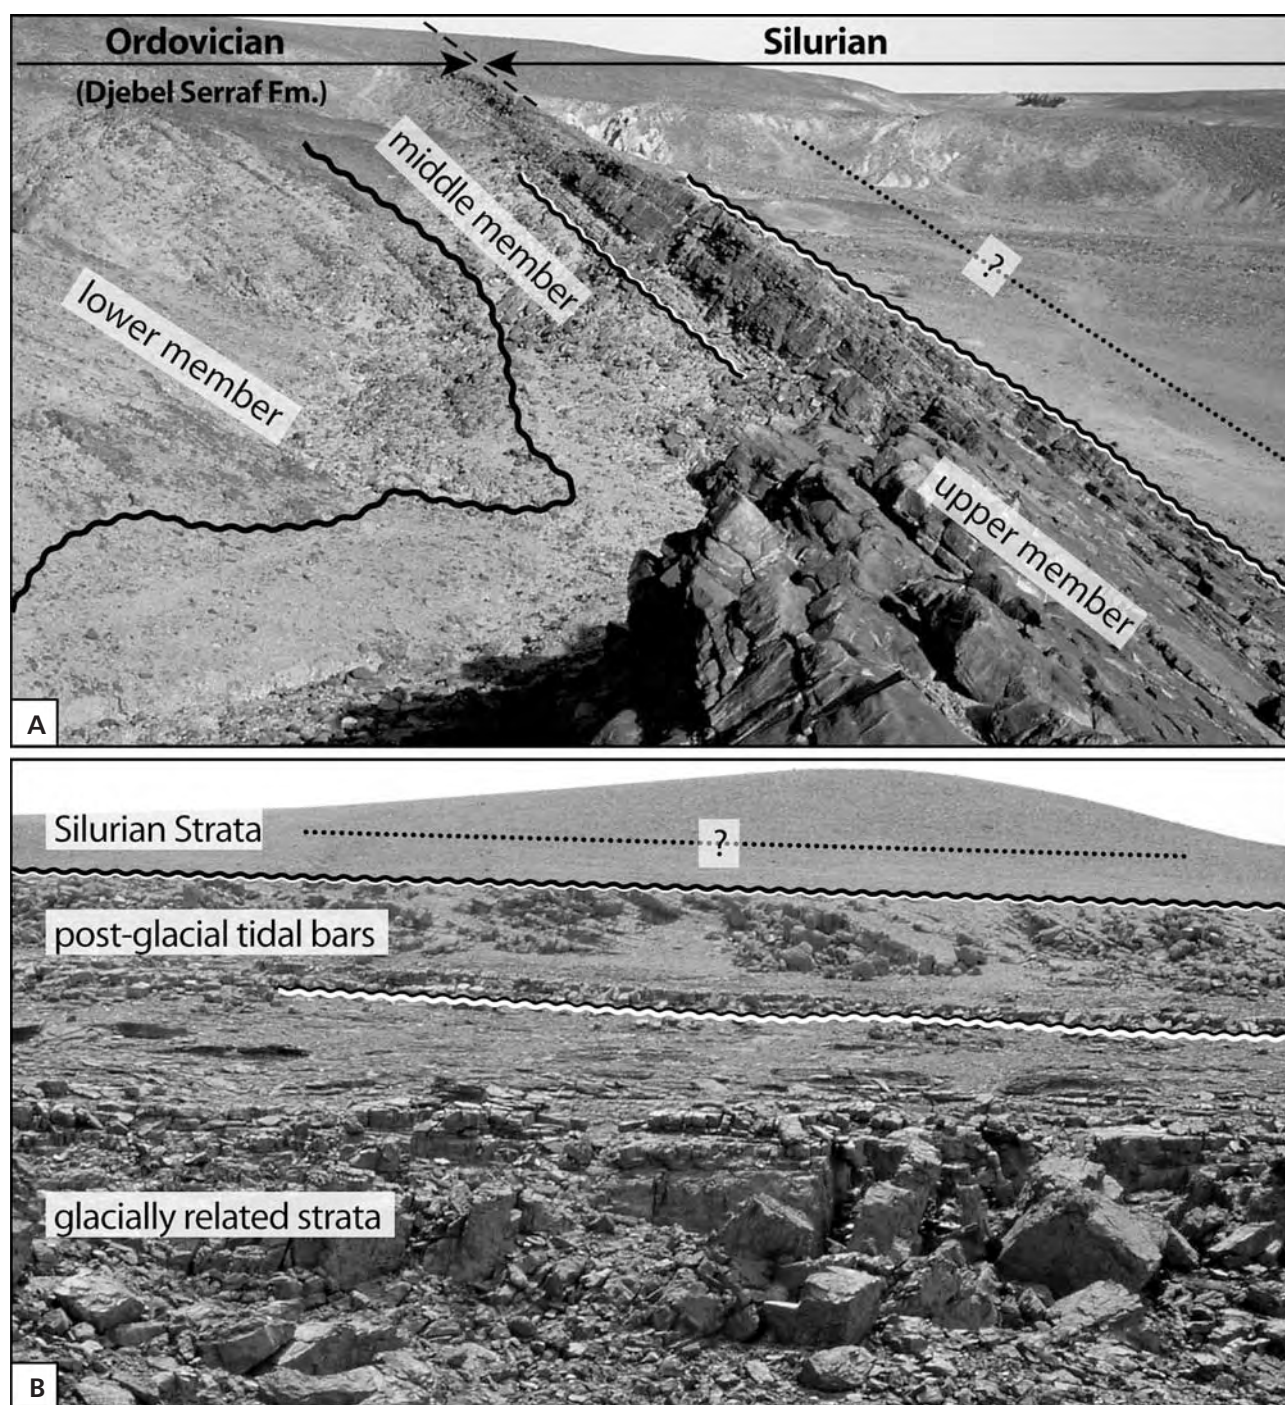 Ordovician
Silurian
(Djebel Serraf Fm.)
middle member
lower member
?
upper member
A
Silurian Strata
?
post-glacial tidal bars
glacially related strata
B